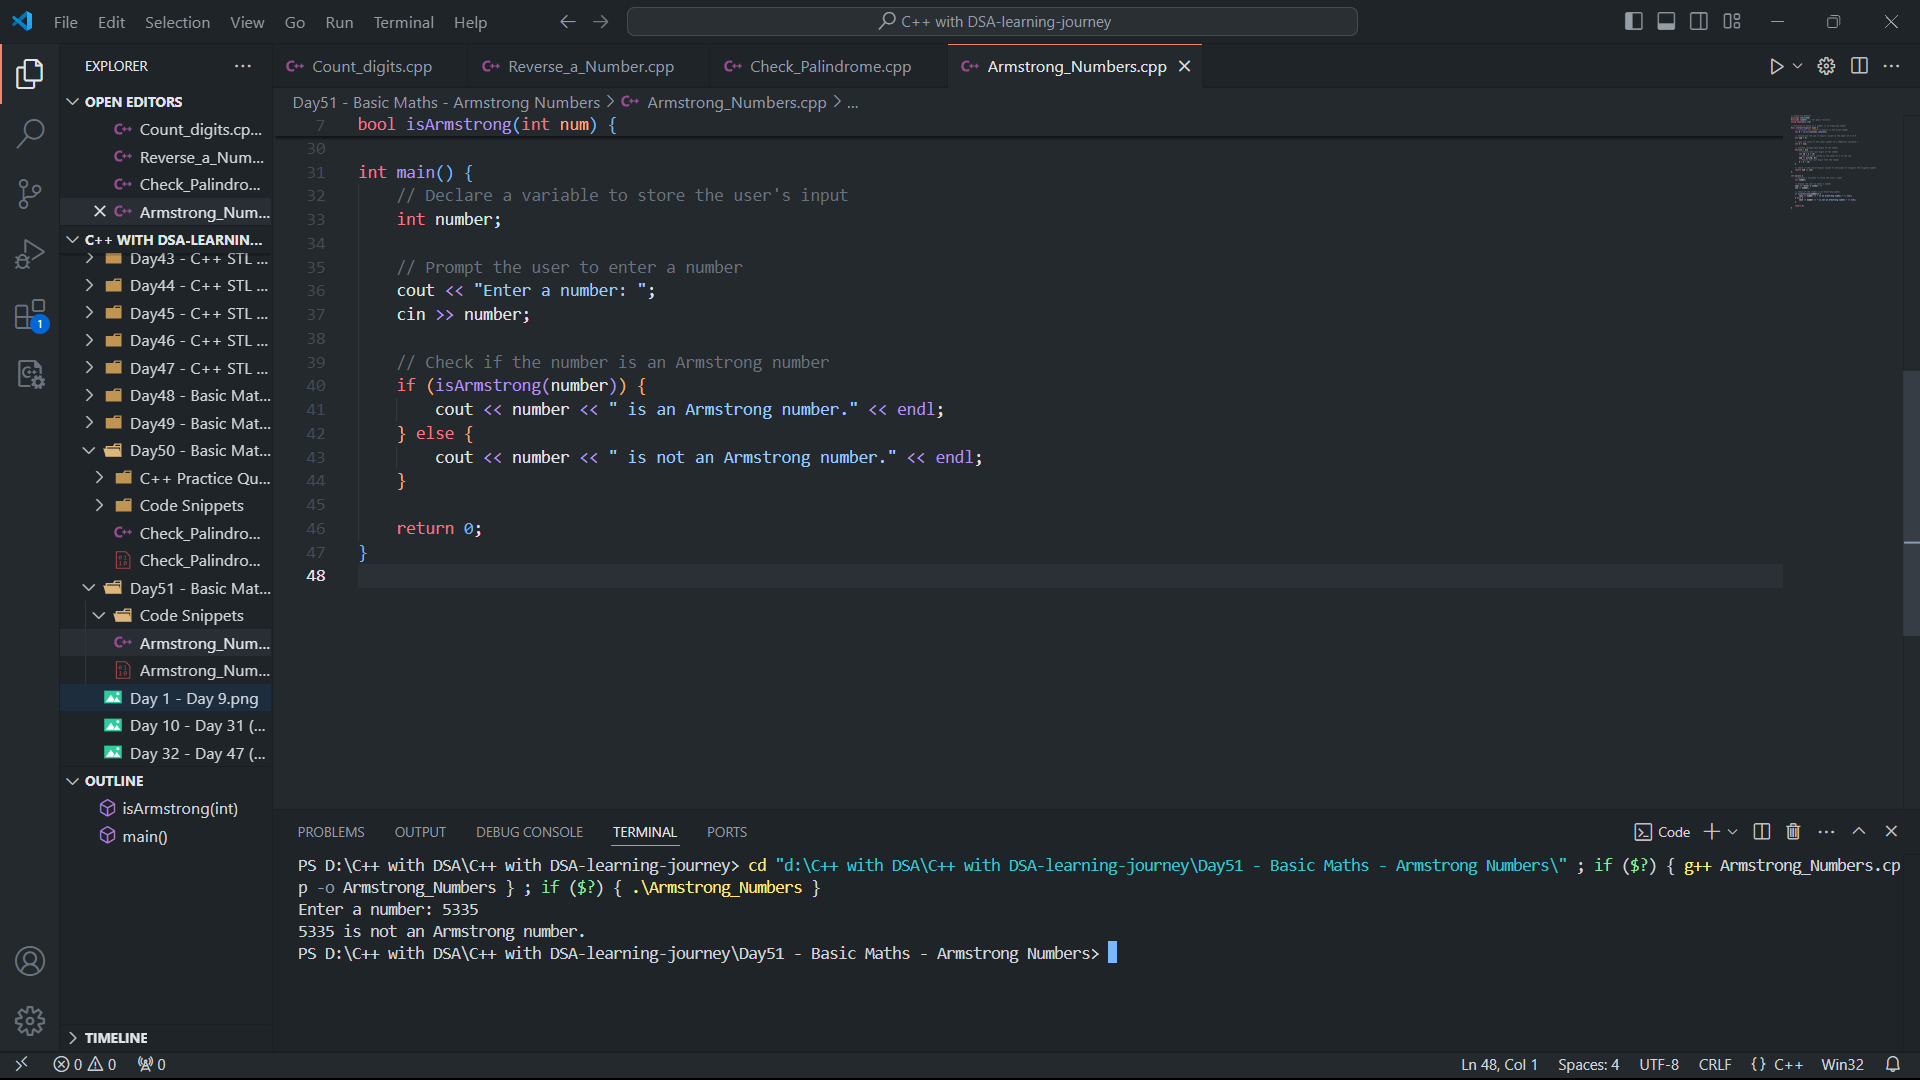 File Edit Selection View Go Run Terminal Help
C++ with DSA-learning-journey
EXPLORER
OPEN EDITORS
Count_digits.cp...
Reverse_a_Num...
Check_Palindro...
Armstrong_Num...
C++ WITH DSA-LEARNIN...
Day43 - C++ STL ...
Day44 - C++ STL ...
Day45 - C++ STL ...
Day46 - C++ STL ...
Day47 - C++ STL ...
Day48 - Basic Mat...
Day49 - Basic Mat...
Day50 - Basic Mat...
C++ Practice Qu...
Code Snippets
Check_Palindro...
Check_Palindro...
Day51 - Basic Mat...
Code Snippets
Armstrong_Num...
Armstrong_Num...
Day 1 - Day 9.png
Day 10 - Day 31 (...
Day 32 - Day 47 (...
OUTLINE
isArmstrong(int)
main()
TIMELINE
1
Count_digits.cpp Reverse_a_Number.cpp Check_Palindrome.cpp Armstrong_Numbers.cpp
Day51 - Basic Maths - Armstrong Numbers > Armstrong_Numbers.cpp > ...
7 bool isArmstrong(int num) {
30
31 int main() {
32 // Declare a variable to store the user's input
33 int number;
34
35 // Prompt the user to enter a number
36 cout << "Enter a number: ";
37 cin >> number;
38
39 // Check if the number is an Armstrong number
40 if (isArmstrong(number)) {
41 cout << number << " is an Armstrong number." << endl;
42 } else {
43 cout << number << " is not an Armstrong number." << endl;
44 }
45
46 return 0;
47 }
48
PROBLEMS OUTPUT DEBUG CONSOLE TERMINAL PORTS
Code
PS D:\C++ with DSA\C++ with DSA-learning-journey> cd "d:\C++ with DSA\C++ with DSA-learning-journey\Day51 - Basic Maths - Armstrong Numbers\" ; if ($?) { g++ Armstrong_Numbers.cp
p -o Armstrong_Numbers } ; if ($?) { .\Armstrong_Numbers }
Enter a number: 5335
5335 is not an Armstrong number.
PS D:\C++ with DSA\C++ with DSA-learning-journey\Day51 - Basic Maths - Armstrong Numbers>
0 0 0
Ln 48, Col 1 Spaces: 4 UTF-8 CRLF {} C++ Win32